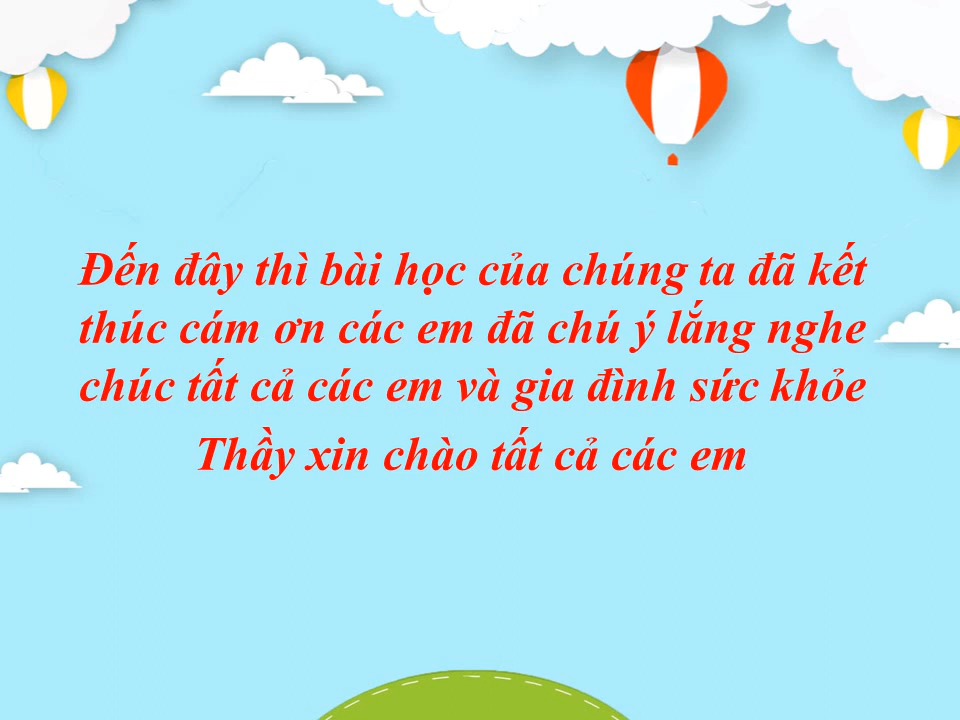 Đến đây thì bài học của chúng ta đã kết
thúc cám ơn các em đã chú ý lắng nghe
chúc tất cả các em và gia đình sức khỏe
Thầy xin chào tất cả các em